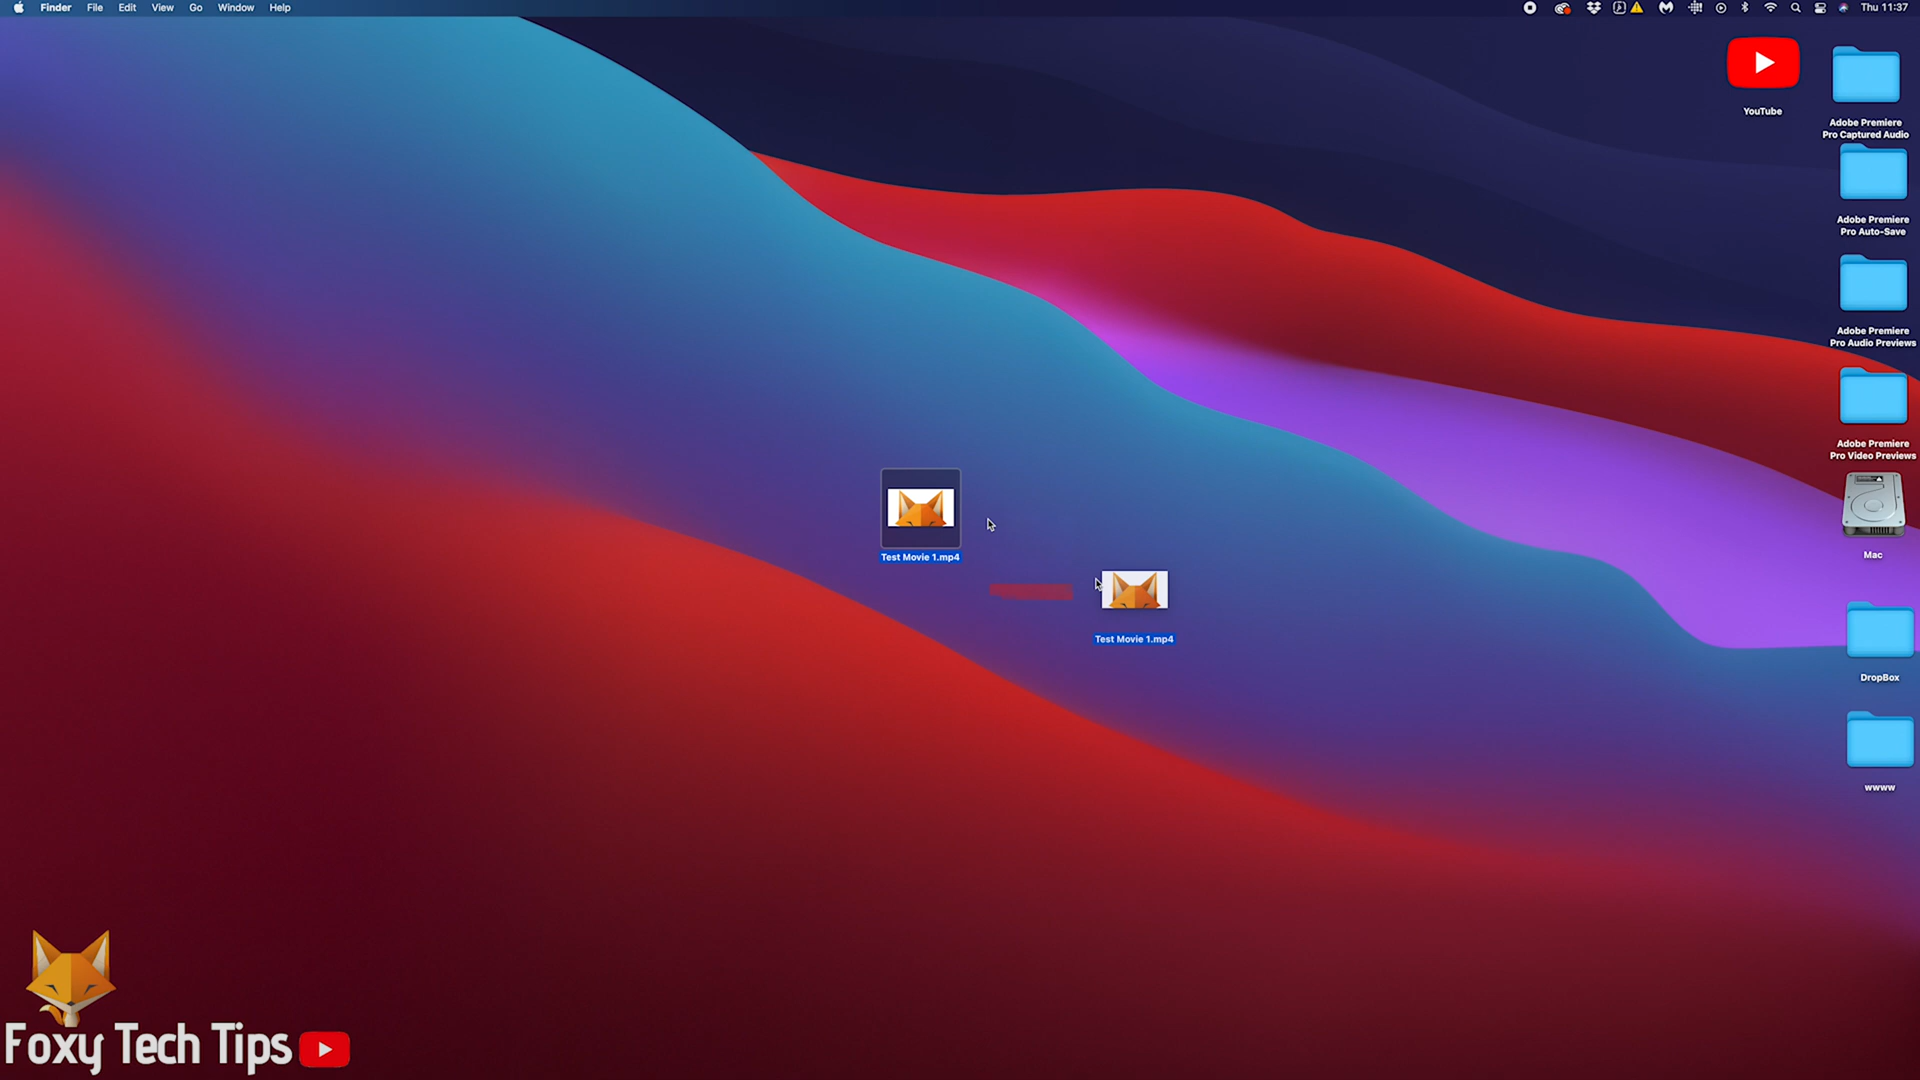 Finder File Edit View Go Window Help
Thu 11:37
YouTube
Adobe Premiere
Pro Captured Audio
Adobe Premiere
Pro Auto-Save
Adobe Premiere
Pro Audio Previews
Adobe Premiere
Pro Video Previews
Mac
Test Movie 1.mp4
Test Movie 1.mp4
DropBox
wwww
Foxy Tech Tips